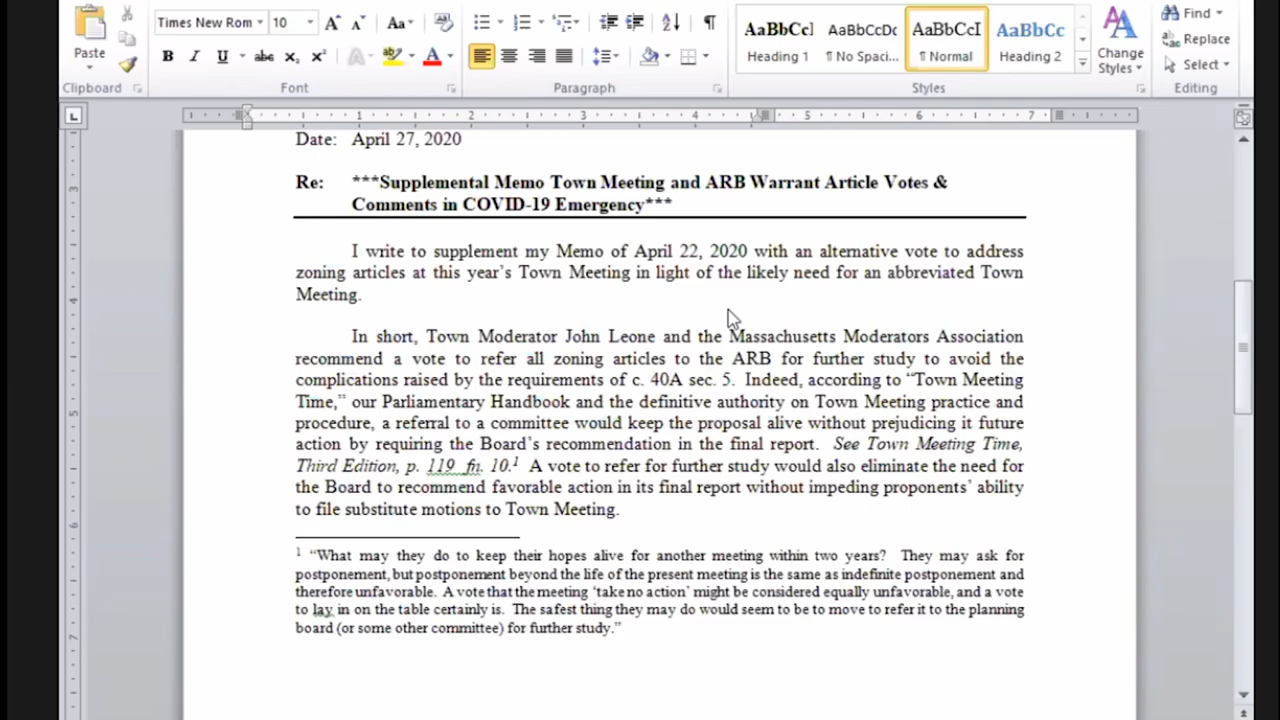 Times New Rom 10 Aa
AaBbCcI AaBbCcDc AaBbCcI AaBbCc
Find
Replace
Select
Paste
B I U abc x₂ x² A ab A
Heading 1 ¶ No Spaci... ¶ Normal Heading 2
Change
Styles
Clipboard Font Paragraph Styles Editing
1 2 3 4 5 6 7
Date: April 27, 2020
Re: ***Supplemental Memo Town Meeting and ARB Warrant Article Votes &
Comments in COVID-19 Emergency***
I write to supplement my Memo of April 22, 2020 with an alternative vote to address
zoning articles at this year's Town Meeting in light of the likely need for an abbreviated Town
Meeting.
In short, Town Moderator John Leone and the Massachusetts Moderators Association
recommend a vote to refer all zoning articles to the ARB for further study to avoid the
complications raised by the requirements of c. 40A sec. 5. Indeed, according to “Town Meeting
Time,” our Parliamentary Handbook and the definitive authority on Town Meeting practice and
procedure, a referral to a committee would keep the proposal alive without prejudicing it future
action by requiring the Board's recommendation in the final report. See Town Meeting Time,
Third Edition, p. 119 fn. 10.¹ A vote to refer for further study would also eliminate the need for
the Board to recommend favorable action in its final report without impeding proponents' ability
to file substitute motions to Town Meeting.
¹ “What may they do to keep their hopes alive for another meeting within two years? They may ask for
postponement, but postponement beyond the life of the present meeting is the same as indefinite postponement and
therefore unfavorable. A vote that the meeting ‘take no action’ might be considered equally unfavorable, and a vote
to lay in on the table certainly is. The safest thing they may do would seem to be to move to refer it to the planning
board (or some other committee) for further study.”